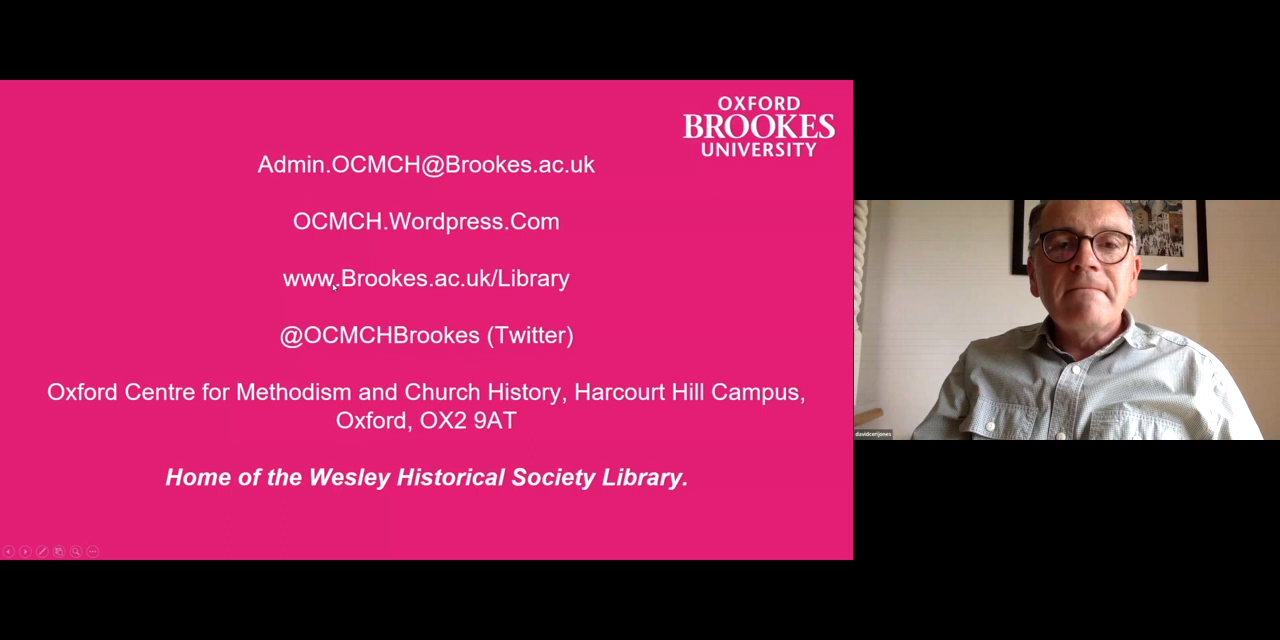 OXFORD
BROOKES
UNIVERSITY
Admin.OCMCH@Brookes.ac.uk
OCMCH.Wordpress.Com
www.Brookes.ac.uk/Library
@OCMCHBrookes (Twitter)
Oxford Centre for Methodism and Church History, Harcourt Hill Campus,
Oxford, OX2 9AT
Home of the Wesley Historical Society Library.
davidcerijones